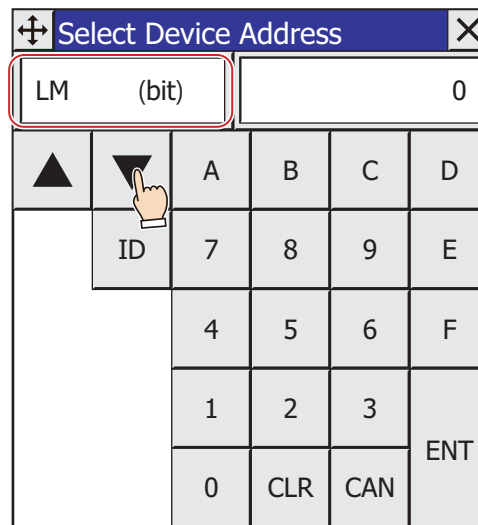 Select Device Address
LM (bit) 0
A B C D
ID 7 8 9 E
4 5 6 F
1 2 3
ENT
0 CLR CAN